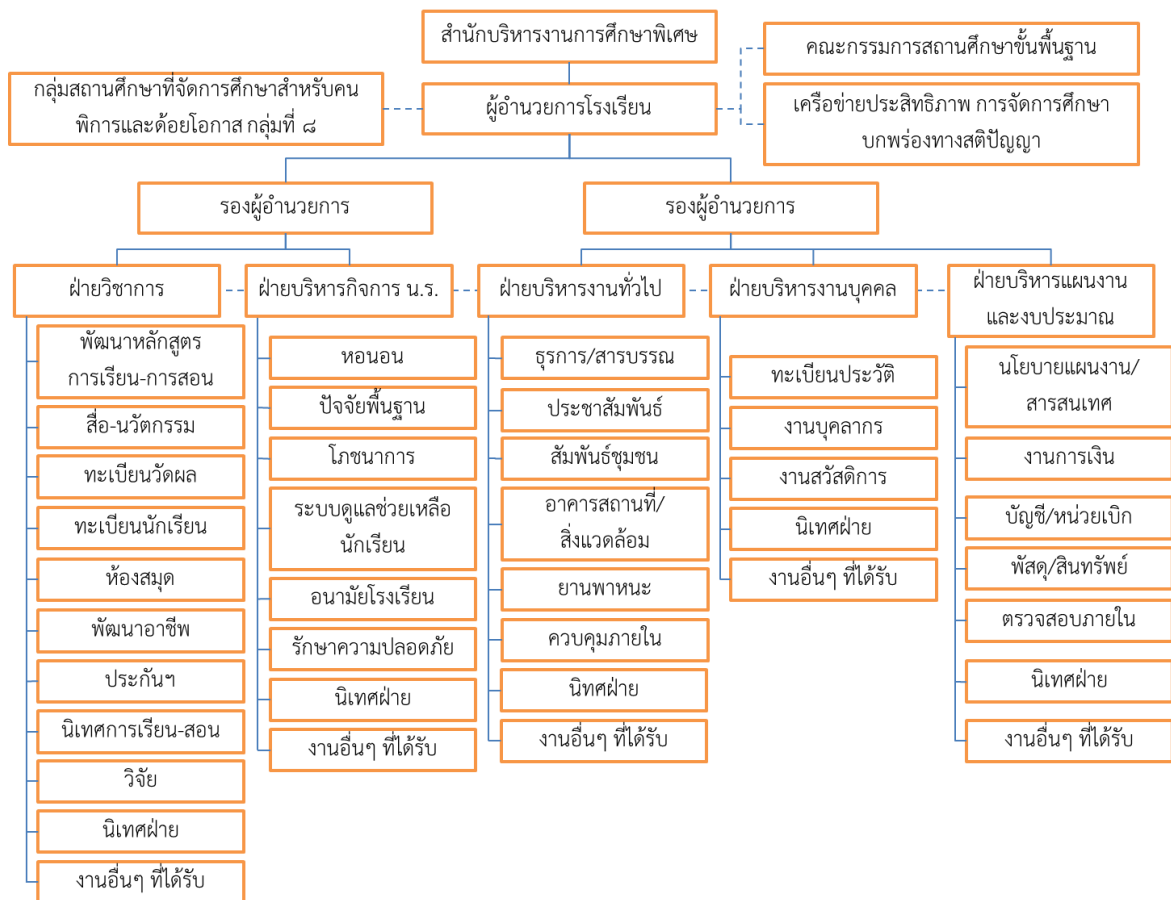 สำนักบริหารงานการศึกษาพิเศษ
คณะกรรมการสถานศึกษาขั้นพื้นฐาน
กลุ่มสถานศึกษาที่จัดการศึกษาสำหรับคน
พิการและด้อยโอกาส กลุ่มที่ ๘
ผู้อำนวยการโรงเรียน
เครือข่ายประสิทธิภาพ การจัดการศึกษา
บกพร่องทางสติปัญญา
รองผู้อำนวยการ
รองผู้อำนวยการ
ฝ่ายวิชาการ
พัฒนาหลักสูตร
การเรียน-การสอน
สื่อ-นวัตกรรม
ทะเบียนวัดผล
ทะเบียนนักเรียน
ห้องสมุด
พัฒนาอาชีพ
ประกันฯ
นิเทศการเรียน-สอน
วิจัย
นิเทศฝ่าย
งานอื่นๆ ที่ได้รับ
ฝ่ายบริหารกิจการ น.ร.
หอนอน
ปัจจัยพื้นฐาน
โภชนาการ
ระบบดูแลช่วยเหลือ
นักเรียน
อนามัยโรงเรียน
รักษาความปลอดภัย
นิเทศฝ่าย
งานอื่นๆ ที่ได้รับ
ฝ่ายบริหารงานทั่วไป
ธุรการ/สารบรรณ
ประชาสัมพันธ์
สัมพันธ์ชุมชน
อาคารสถานที่/
สิ่งแวดล้อม
ยานพาหนะ
ควบคุมภายใน
นิทศฝ่าย
งานอื่นๆ ที่ได้รับ
ฝ่ายบริหารงานบุคคล
ทะเบียนประวัติ
งานบุคลากร
งานสวัสดิการ
นิเทศฝ่าย
งานอื่นๆ ที่ได้รับ
ฝ่ายบริหารแผนงาน
และงบประมาณ
นโยบายแผนงาน/
สารสนเทศ
งานการเงิน
บัญชี/หน่วยเบิก
พัสดุ/สินทรัพย์
ตรวจสอบภายใน
นิเทศฝ่าย
งานอื่นๆ ที่ได้รับ